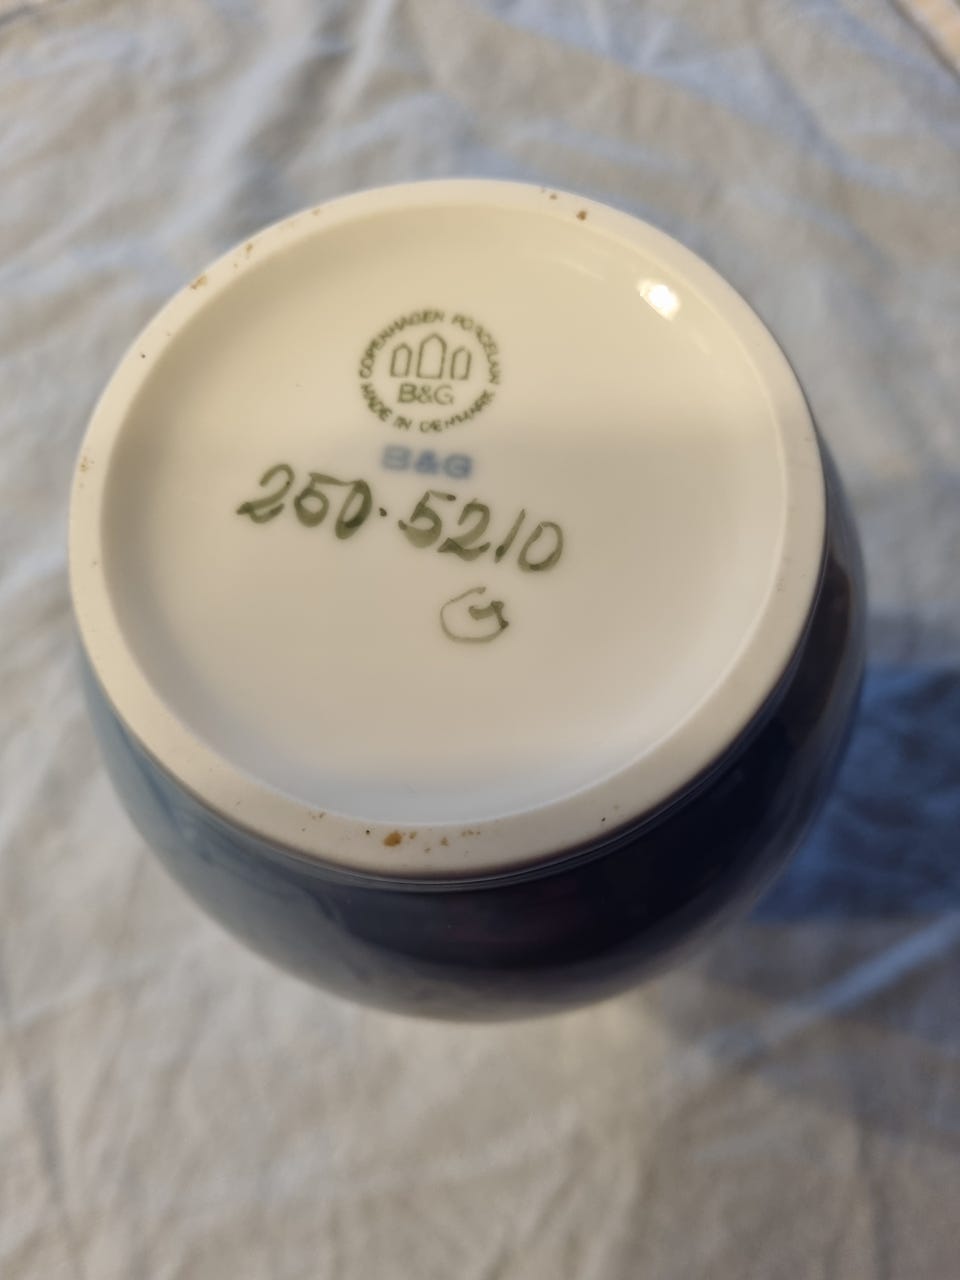 COPENHAGEN PORCELAIN
B&G
MADE IN DENMARK
B&G
250·5210
G